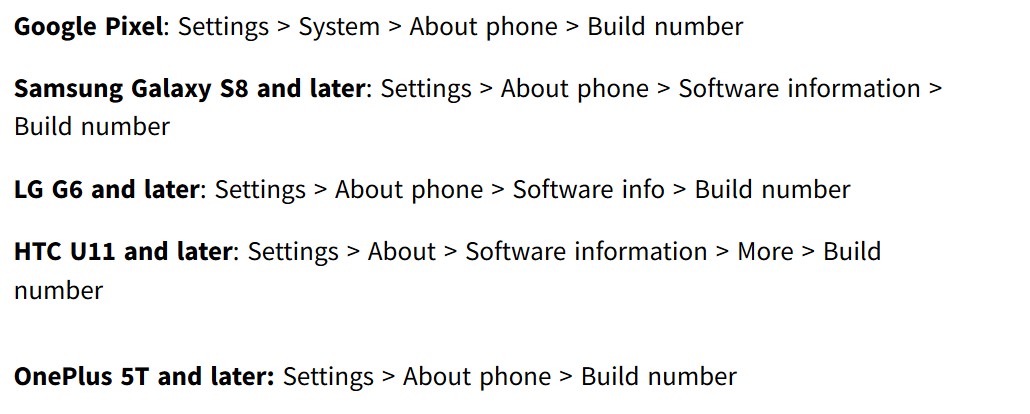 Google Pixel: Settings > System > About phone > Build number
Samsung Galaxy S8 and later: Settings > About phone > Software information >
Build number
LG G6 and later: Settings > About phone > Software info > Build number
HTC U11 and later: Settings > About > Software information > More > Build
number
OnePlus 5T and later: Settings > About phone > Build number